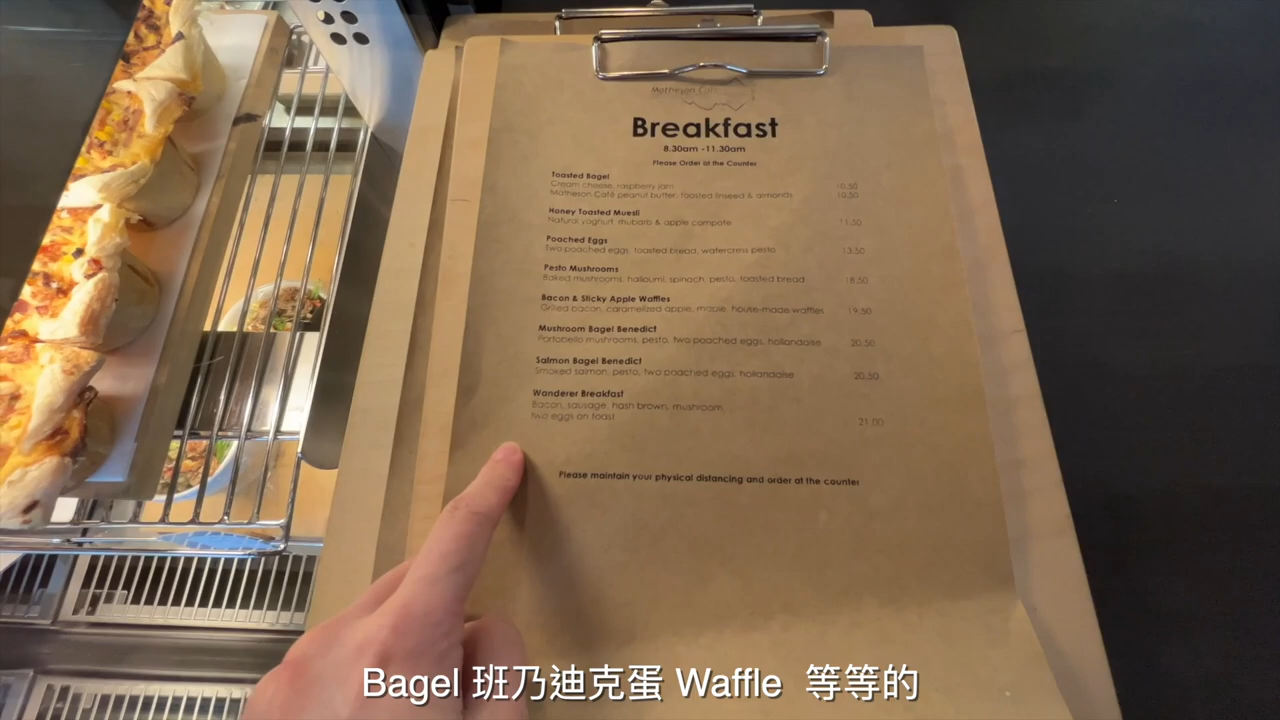 Matheson Café
Breakfast
8.30am -11.30am
Please Order at the Counter
Toasted Bagel
Cream cheese, raspberry jam 10.50
Matheson Café peanut butter, toasted linseed & almonds 10.50
Honey Toasted Muesli
Natural yoghurt, rhubarb & apple compote 11.50
Poached Eggs
Two poached eggs, toasted bread, watercress pesto 13.50
Pesto Mushrooms
Baked mushrooms, halloumi, spinach, pesto, toasted bread 18.50
Bacon & Sticky Apple Waffles
Grilled bacon, caramelized apple, maple, house-made waffles 19.50
Mushroom Bagel Benedict
Portobello mushrooms, pesto, two poached eggs, hollandaise 20.50
Salmon Bagel Benedict
Smoked salmon, pesto, two poached eggs, hollandaise 20.50
Wanderer Breakfast
Bacon, sausage, hash brown, mushroom,
two eggs on toast 21.00
Please maintain your physical distancing and order at the counter
Bagel 班乃迪克蛋 Waffle 等等的